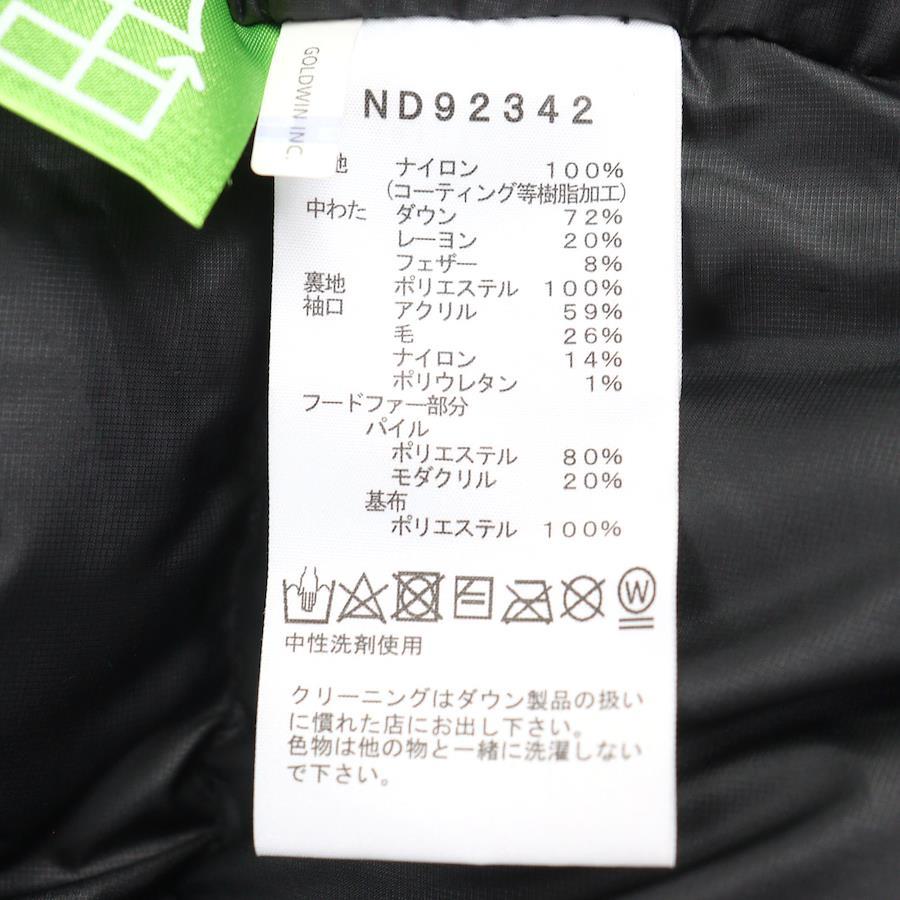 GOLDWIN INC.
ND92342
地 ナイロン 100%
(コーティング等樹脂加工)
中わた ダウン 72%
レーヨン 20%
フェザー 8%
裏地 ポリエステル 100%
袖口 アクリル 59%
毛 26%
ナイロン 14%
ポリウレタン 1%
フードファー部分
パイル
ポリエステル 80%
モダクリル 20%
基布
ポリエステル 100%
W
中性洗剤使用
クリーニングはダウン製品の扱い
に慣れた店にお出し下さい。
色物は他の物と一緒に洗濯しない
で下さい。